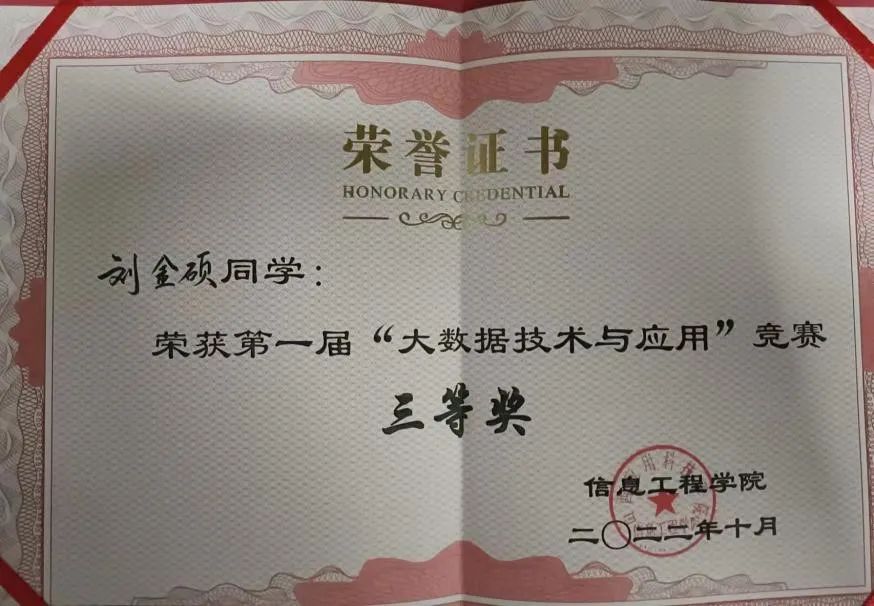 荣誉证书
HONORARY CREDENTIAL
刘金硕同学：
荣获第一届“大数据技术与应用”竞赛
三等奖
信息工程学院
二〇二二年十月